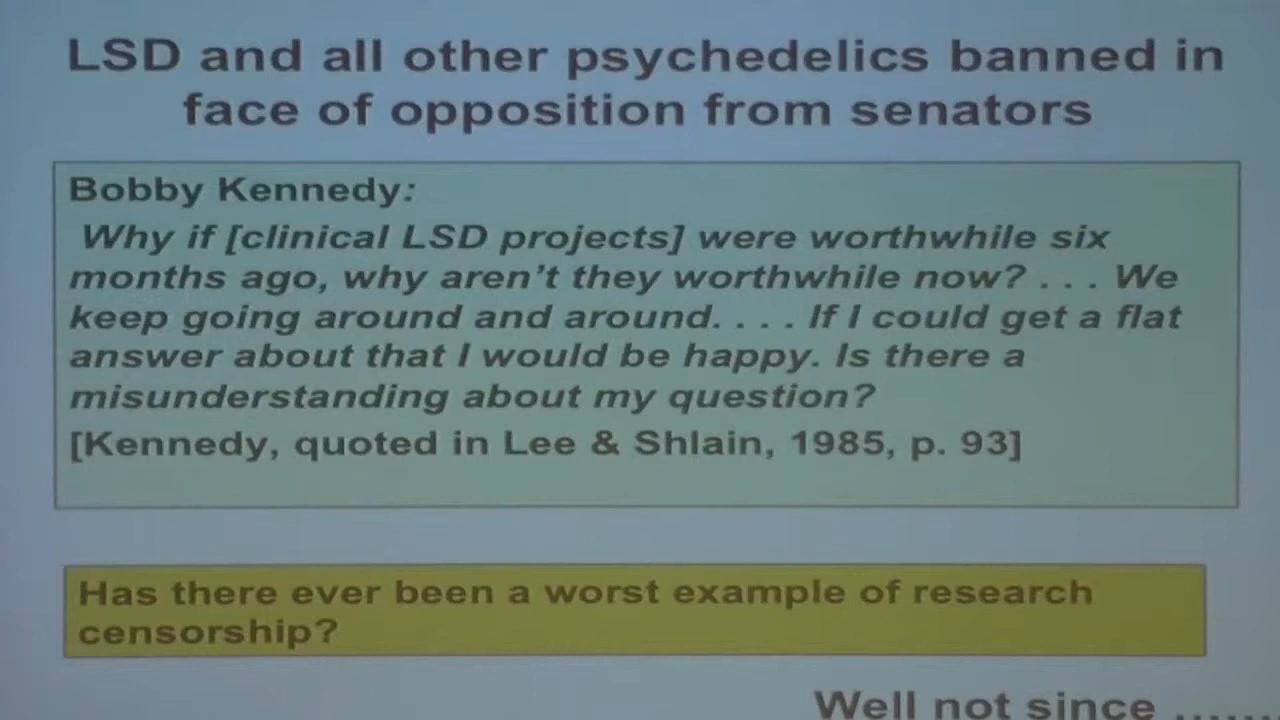 LSD and all other psychedelics banned in
face of opposition from senators
Bobby Kennedy:
Why if [clinical LSD projects] were worthwhile six
months ago, why aren't they worthwhile now? . . . We
keep going around and around. . . . If I could get a flat
answer about that I would be happy. Is there a
misunderstanding about my question?
[Kennedy, quoted in Lee & Shlain, 1985, p. 93]
Has there ever been a worst example of research
censorship?
Well not since ......